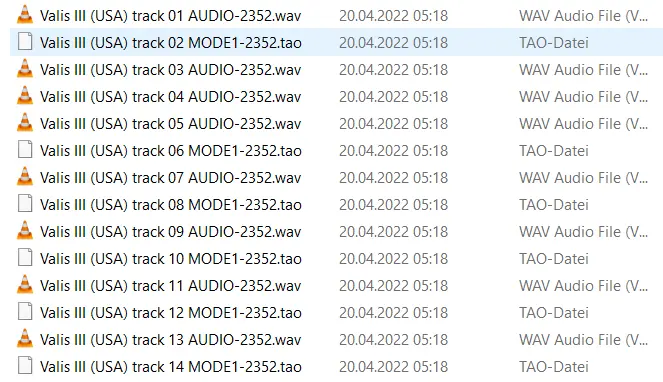 Valis III (USA) track 01 AUDIO-2352.wav 20.04.2022 05:18 WAV Audio File (V...
Valis III (USA) track 02 MODE1-2352.tao 20.04.2022 05:18 TAO-Datei
Valis III (USA) track 03 AUDIO-2352.wav 20.04.2022 05:18 WAV Audio File (V...
Valis III (USA) track 04 AUDIO-2352.wav 20.04.2022 05:18 WAV Audio File (V...
Valis III (USA) track 05 AUDIO-2352.wav 20.04.2022 05:18 WAV Audio File (V...
Valis III (USA) track 06 MODE1-2352.tao 20.04.2022 05:18 TAO-Datei
Valis III (USA) track 07 AUDIO-2352.wav 20.04.2022 05:18 WAV Audio File (V...
Valis III (USA) track 08 MODE1-2352.tao 20.04.2022 05:18 TAO-Datei
Valis III (USA) track 09 AUDIO-2352.wav 20.04.2022 05:18 WAV Audio File (V...
Valis III (USA) track 10 MODE1-2352.tao 20.04.2022 05:18 TAO-Datei
Valis III (USA) track 11 AUDIO-2352.wav 20.04.2022 05:18 WAV Audio File (V...
Valis III (USA) track 12 MODE1-2352.tao 20.04.2022 05:18 TAO-Datei
Valis III (USA) track 13 AUDIO-2352.wav 20.04.2022 05:18 WAV Audio File (V...
Valis III (USA) track 14 MODE1-2352.tao 20.04.2022 05:18 TAO-Datei